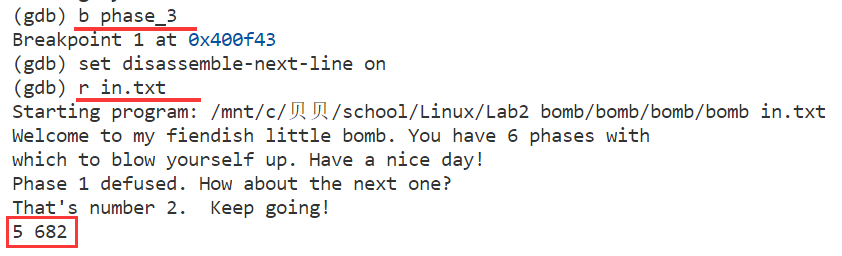 (gdb) b phase_3
Breakpoint 1 at 0x400f43
(gdb) set disassemble-next-line on
(gdb) r in.txt
Starting program: /mnt/c/贝贝/school/Linux/Lab2 bomb/bomb/bomb/bomb in.txt
Welcome to my fiendish little bomb. You have 6 phases with
which to blow yourself up. Have a nice day!
Phase 1 defused. How about the next one?
That's number 2.  Keep going!
5 682